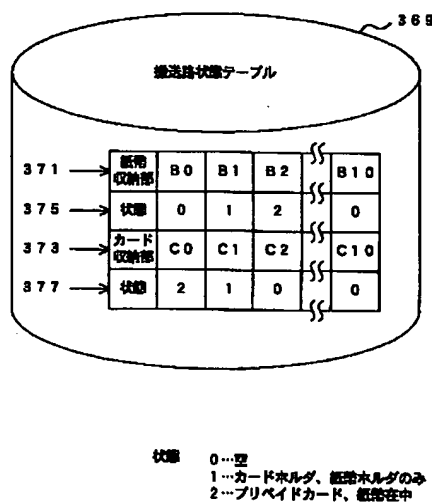 369
搬送路状態テーブル
371 紙幣収納部 B0 B1 B2 B10
375 状態 0 1 2 0
373 カード収納部 C0 C1 C2 C10
377 状態 2 1 0 0
状態 0…空
1…カードホルダ、紙幣ホルダのみ
2…プリペイドカード、紙幣在中